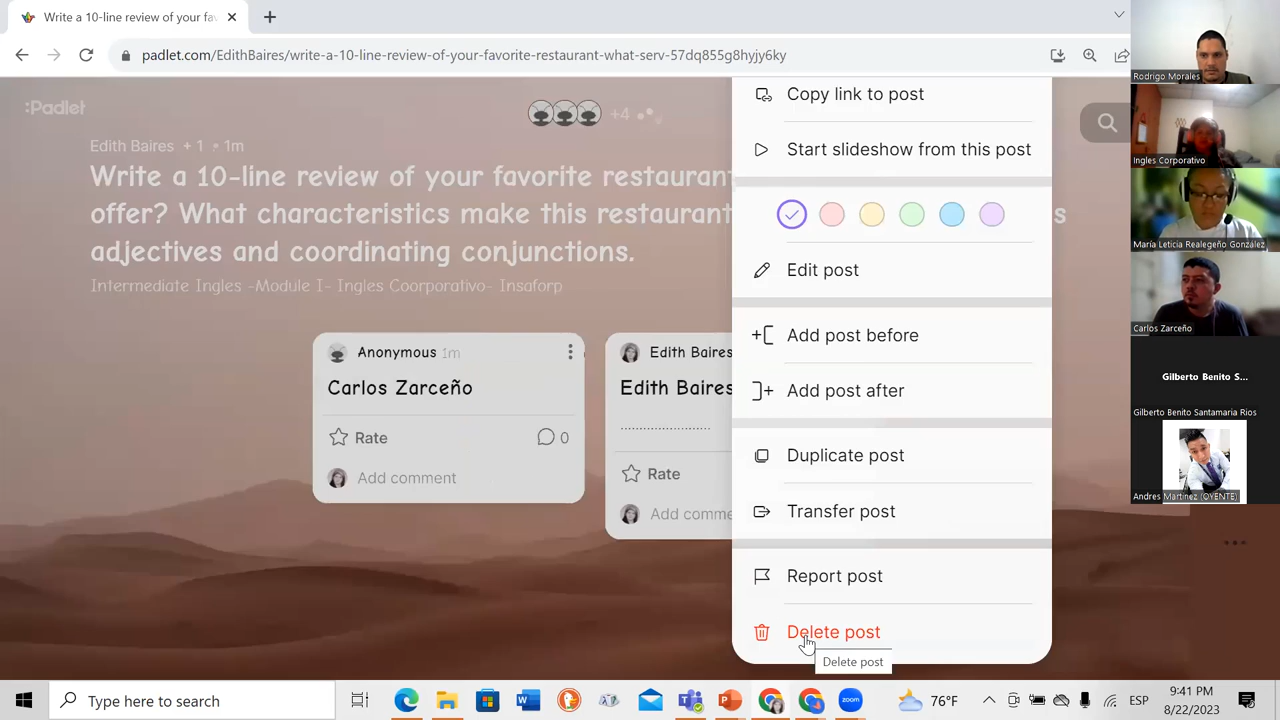 Write a 10-line review of your fav
padlet.com/EdithBaires/write-a-10-line-review-of-your-favorite-restaurant-what-serv-57dq855g8hyjy6ky
:Padlet
+4
Edith Baires + 1 • 1m
Write a 10-line review of your favorite restauran
offer? What characteristics make this restaurant s
adjectives and coordinating conjunctions.
Intermediate Ingles -Module I- Ingles Coorporativo- Insaforp
Anonymous 1m
Carlos Zarceño
Rate 0
Add comment
Edith Baires
Edith Baires
..................
Rate
Add comme
Copy link to post
Start slideshow from this post
Edit post
Add post before
Add post after
Duplicate post
Transfer post
Report post
Delete post
Delete post
Rodrigo Morales
Ingles Corporativo
María Leticia Realegeño González
Carlos Zarceño
Gilberto Benito S...
Gilberto Benito Santamaria Rios
Andres Martinez (OYENTE)
Type here to search
76°F
ESP
9:41 PM
8/22/2023